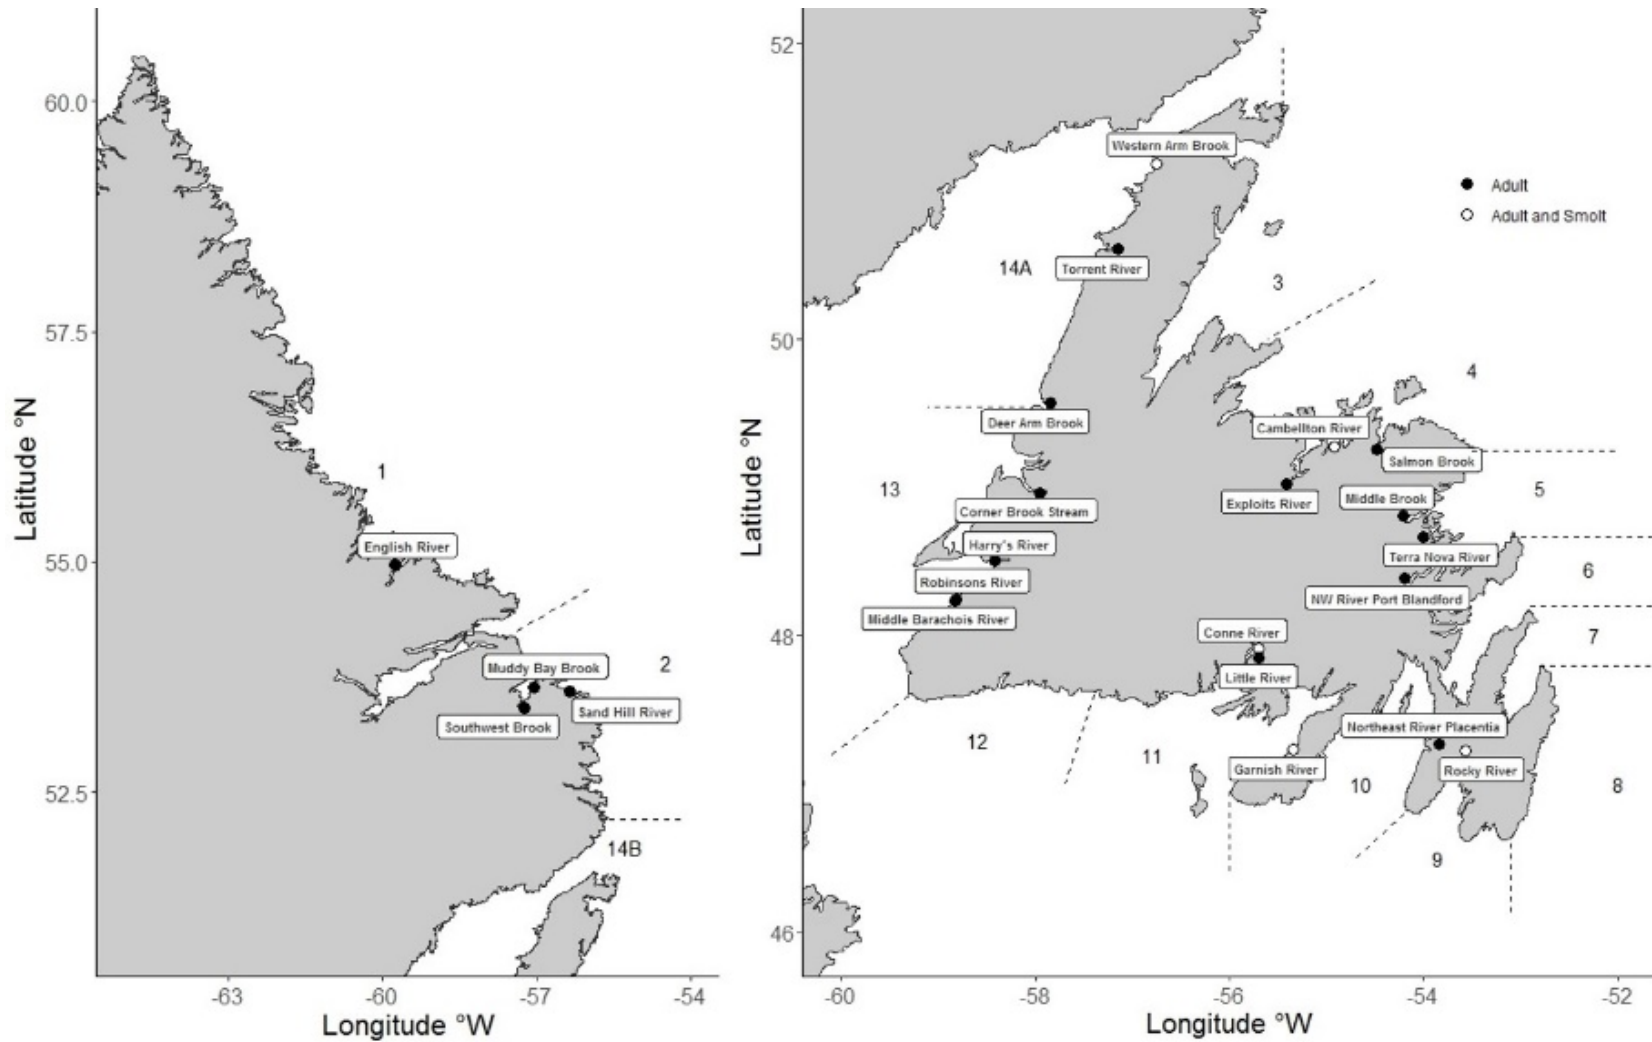 60.0
57.5
55.0
52.5
Latitude °N
1
English River
2
Muddy Bay Brook
Sand Hill River
Southwest Brook
14B
-63
-60
-57
-54
Longitude °W
52
50
48
46
Latitude °N
Western Arm Brook
Adult
Adult and Smolt
14A
Torrent River
3
4
Deer Arm Brook
Cambellton River
Salmon Brook
13
Exploits River
Middle Brook
5
Corner Brook Stream
Harry's River
Terra Nova River
Robinsons River
NW River Port Blandford
6
Middle Barachois River
Conne River
7
Little River
12
11
Northeast River Placentia
Garnish River
10
Rocky River
8
9
-60
-58
-56
-54
-52
Longitude °W